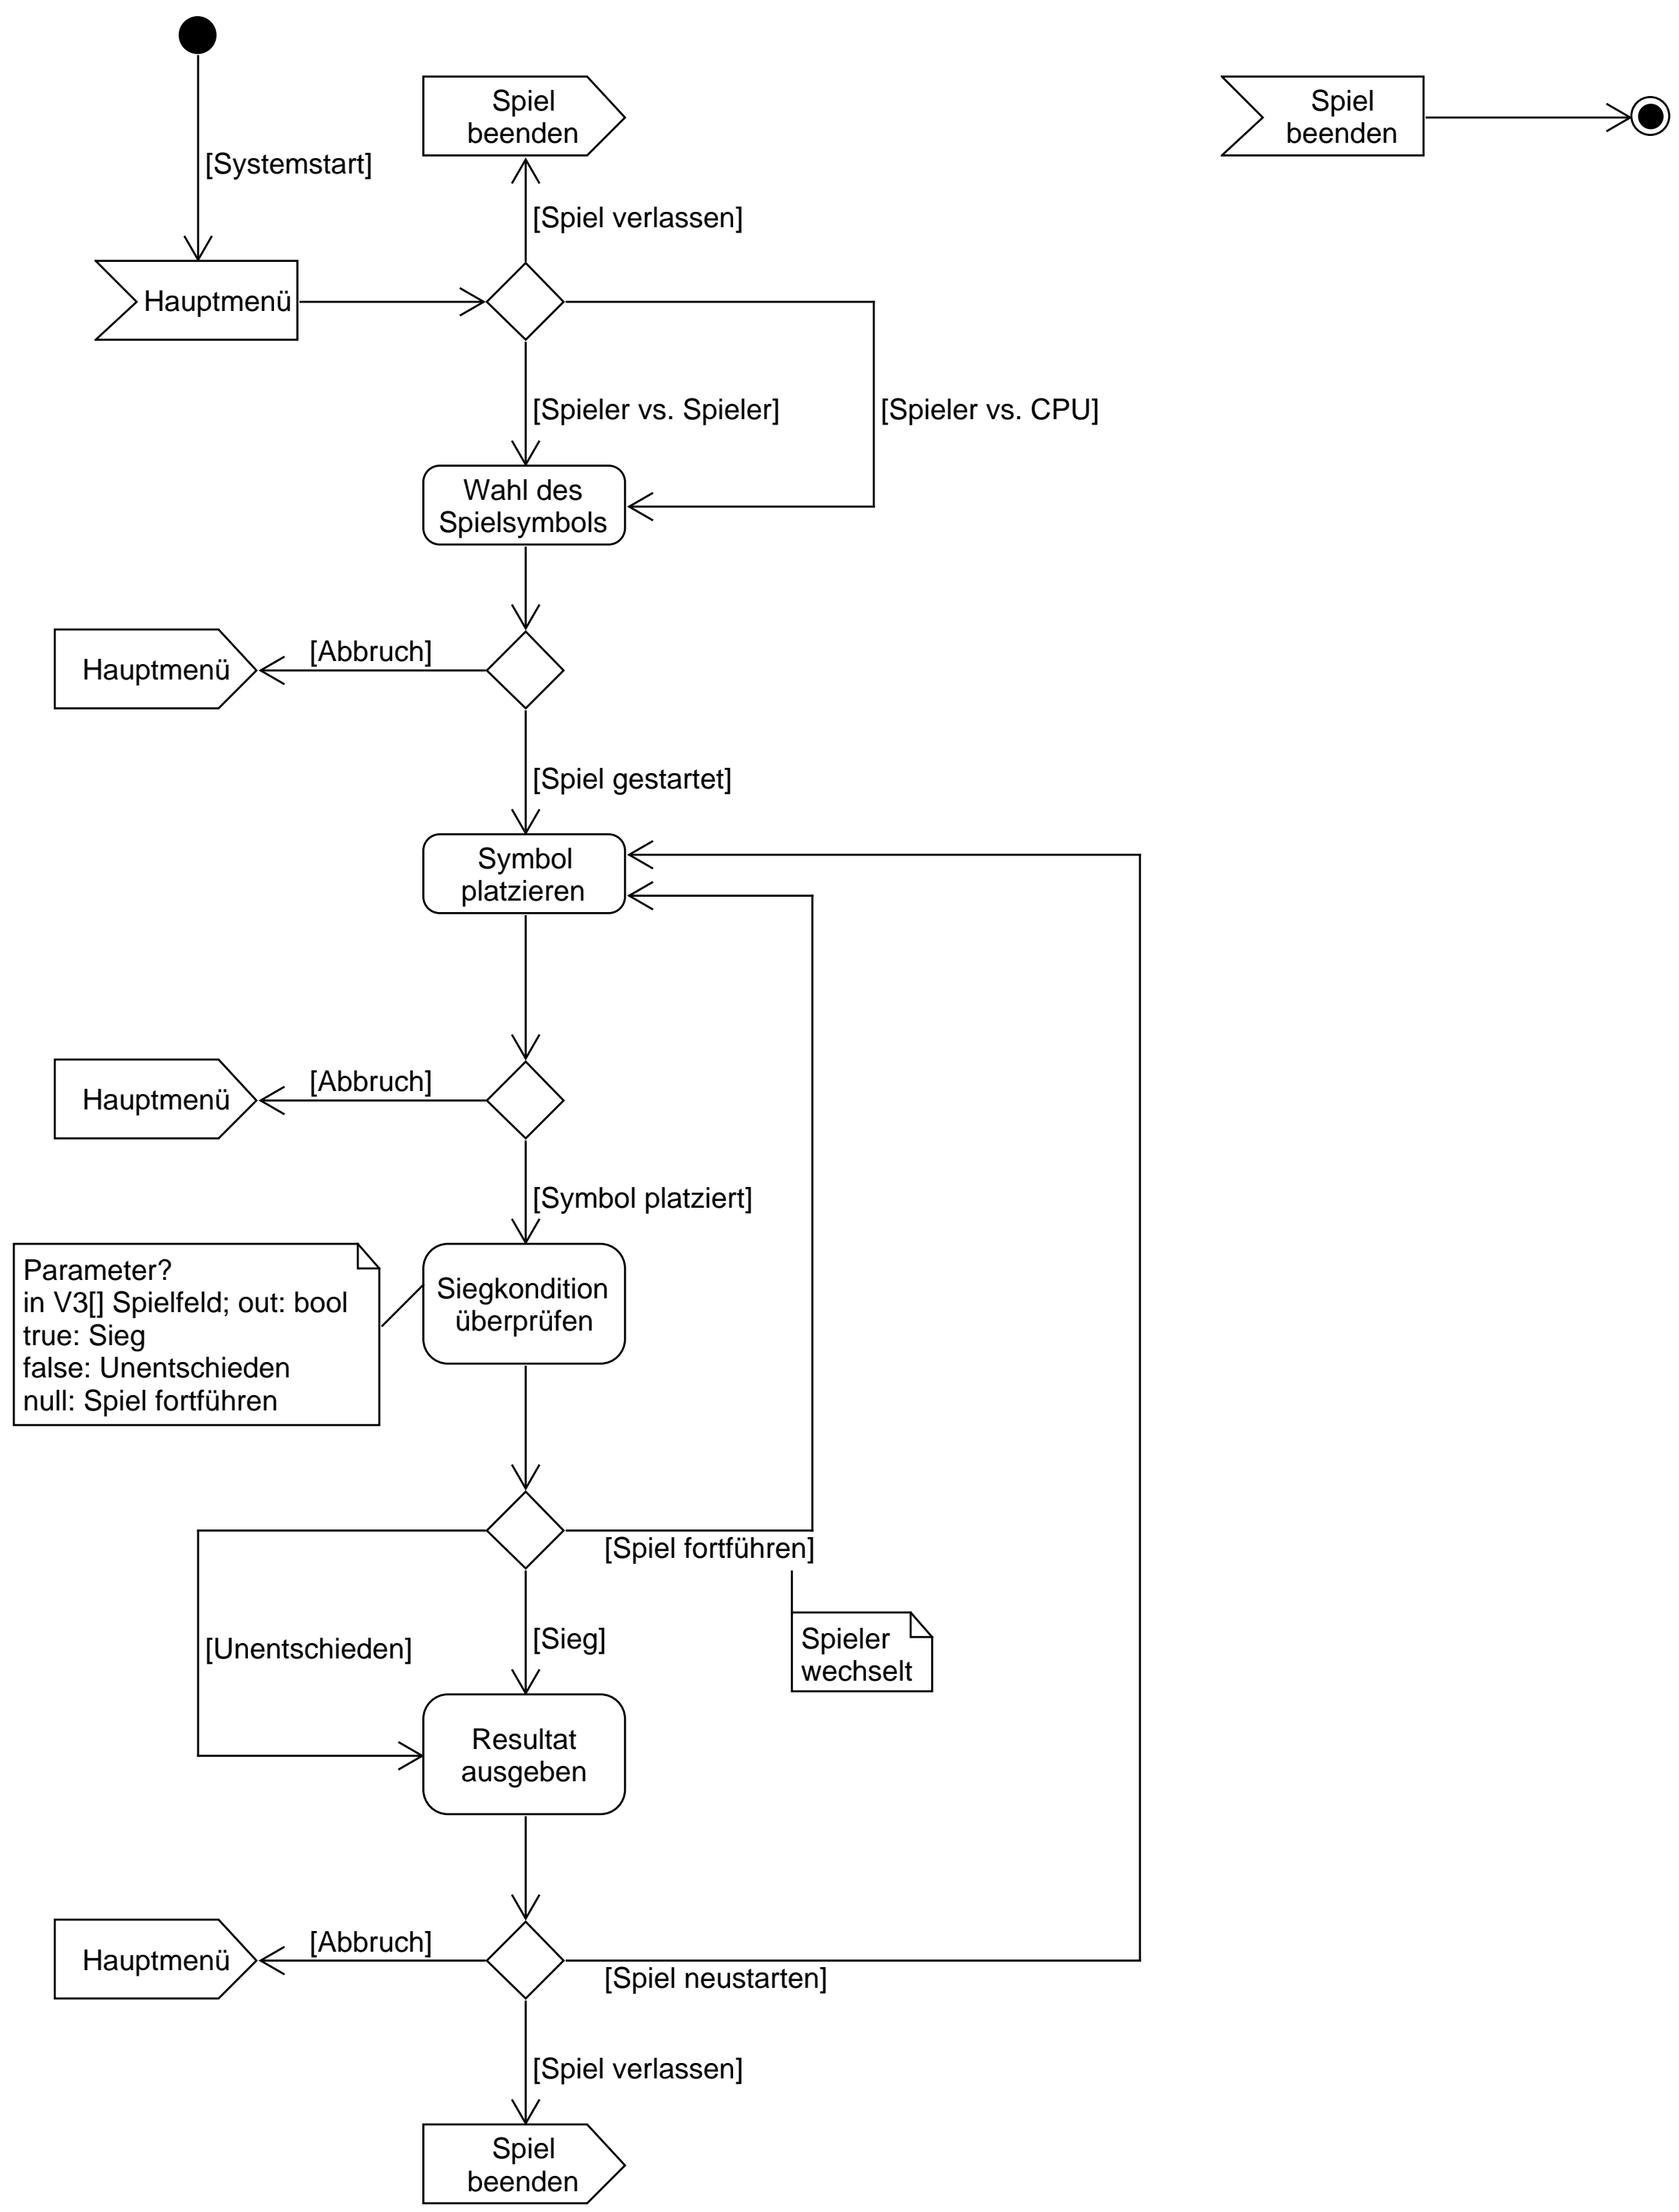 Spiel
beenden
Spiel
beenden
[Systemstart]
[Spiel verlassen]
Hauptmenü
[Spieler vs. Spieler]
[Spieler vs. CPU]
Wahl des
Spielsymbols
[Abbruch]
Hauptmenü
[Spiel gestartet]
Symbol
platzieren
[Abbruch]
Hauptmenü
[Symbol platziert]
Parameter?
in V3[] Spielfeld; out: bool
true: Sieg
false: Unentschieden
null: Spiel fortführen
Siegkondition
überprüfen
[Spiel fortführen]
[Unentschieden]
[Sieg]
Spieler
wechselt
Resultat
ausgeben
[Abbruch]
Hauptmenü
[Spiel neustarten]
[Spiel verlassen]
Spiel
beenden